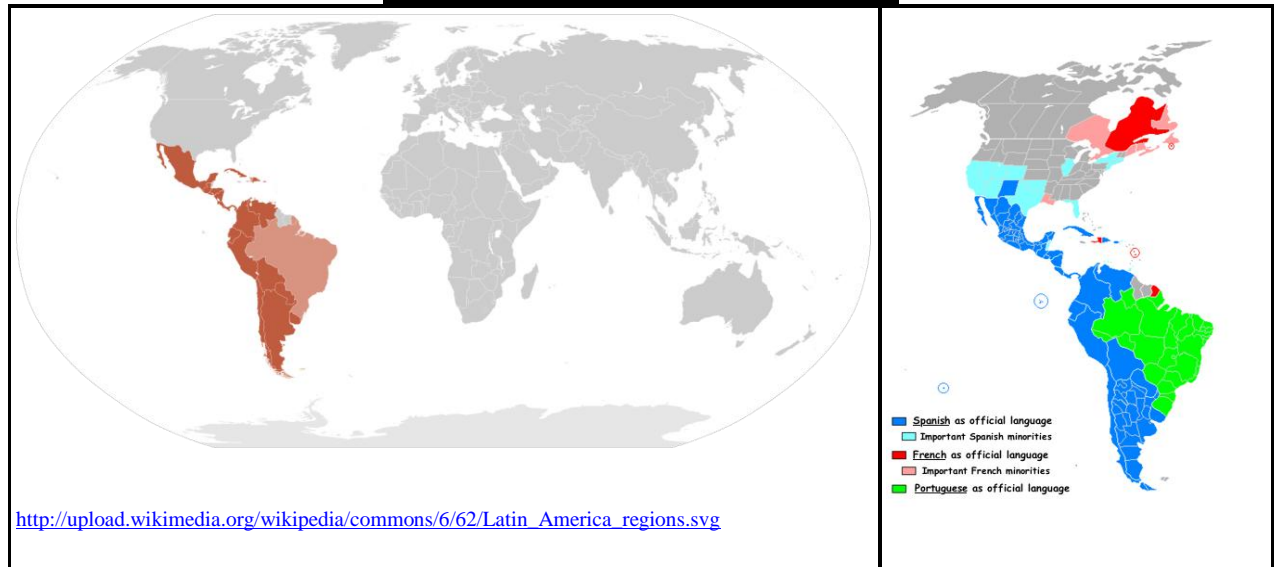 http://upload.wikimedia.org/wikipedia/commons/6/62/Latin_America_regions.svg
Spanish as official language
Important Spanish minorities
French as official language
Important French minorities
Portuguese as official language